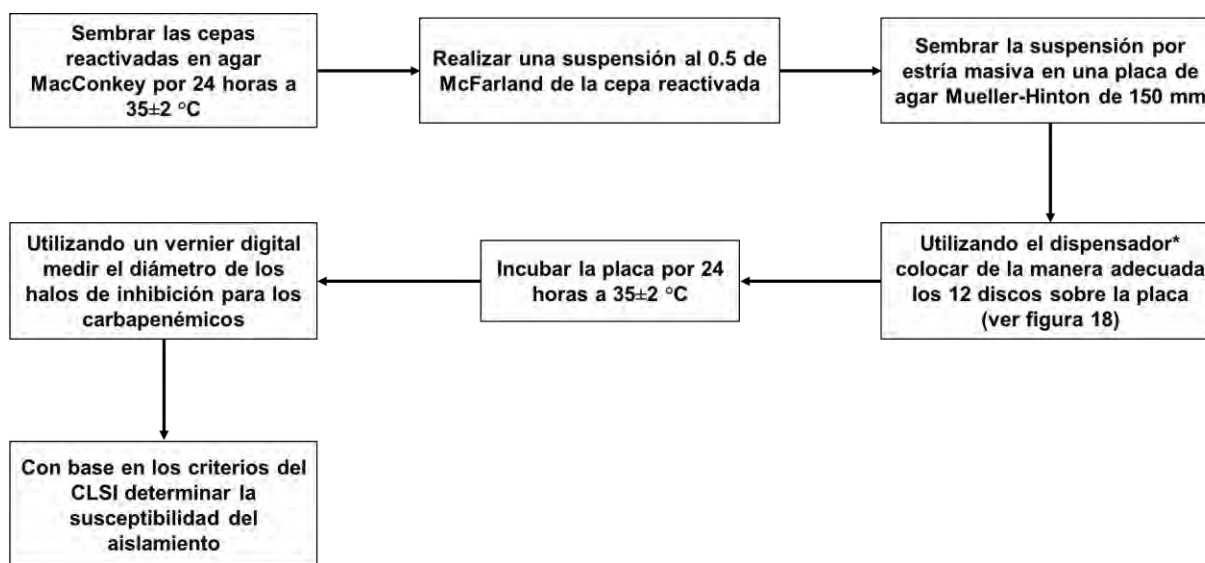 Sembrar las cepas
reactivadas en agar
MacConkey por 24 horas a
35±2 °C
Realizar una suspensión al 0.5 de
McFarland de la cepa reactivada
Sembrar la suspensión por
estría masiva en una placa de
agar Mueller-Hinton de 150 mm
Utilizando el dispensador*
colocar de la manera adecuada
los 12 discos sobre la placa
(ver figura 18)
Incubar la placa por 24
horas a 35±2 °C
Utilizando un vernier digital
medir el diámetro de los
halos de inhibición para los
carbapenémicos
Con base en los criterios del
CLSI determinar la
susceptibilidad del
aislamiento